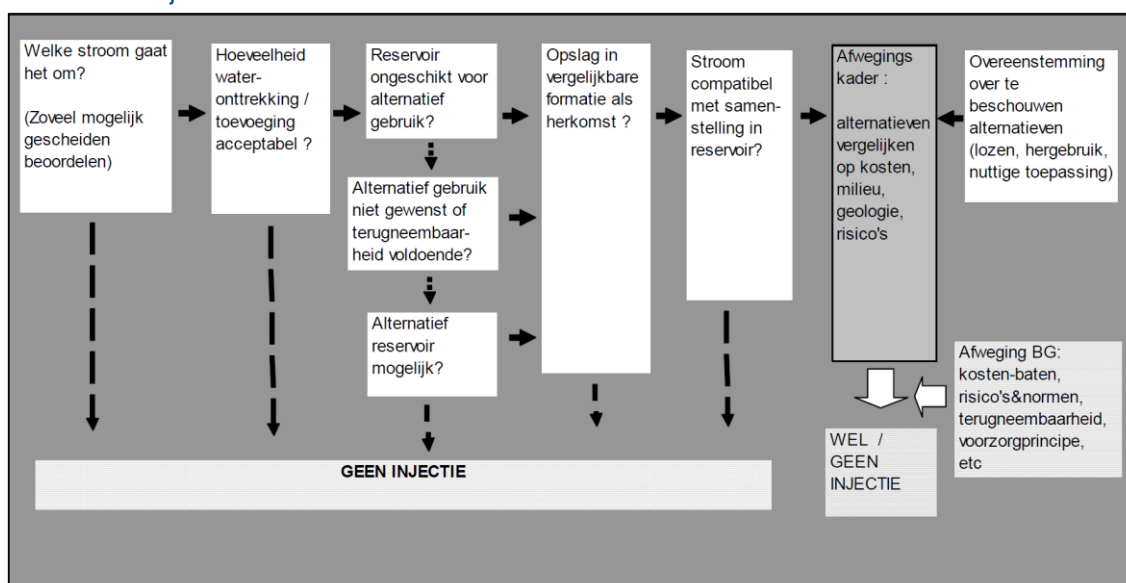 Welke stroom gaat
het om?
(Zoveel mogelijk
gescheiden
beoordelen)
Hoeveelheid
water-
onttrekking /
toevoeging
acceptabel ?
Reservoir
ongeschikt voor
alternatief
gebruik?
Alternatief gebruik
niet gewenst of
terugneembaar-
heid voldoende?
Alternatief
reservoir
mogelijk?
Opslag in
vergelijkbare
formatie als
herkomst ?
Stroom
compatibel
met samen-
stelling in
reservoir?
Afwegings
kader :
alternatieven
vergelijken
op kosten,
milieu,
geologie,
risico's
Overeenstemming
over te
beschouwen
alternatieven
(lozen, hergebruik,
nuttige toepassing)
Afweging BG:
kosten-baten,
risico's&normen,
terugneembaarheid,
voorzorgprincipe,
etc
WEL /
GEEN
INJECTIE
GEEN INJECTIE